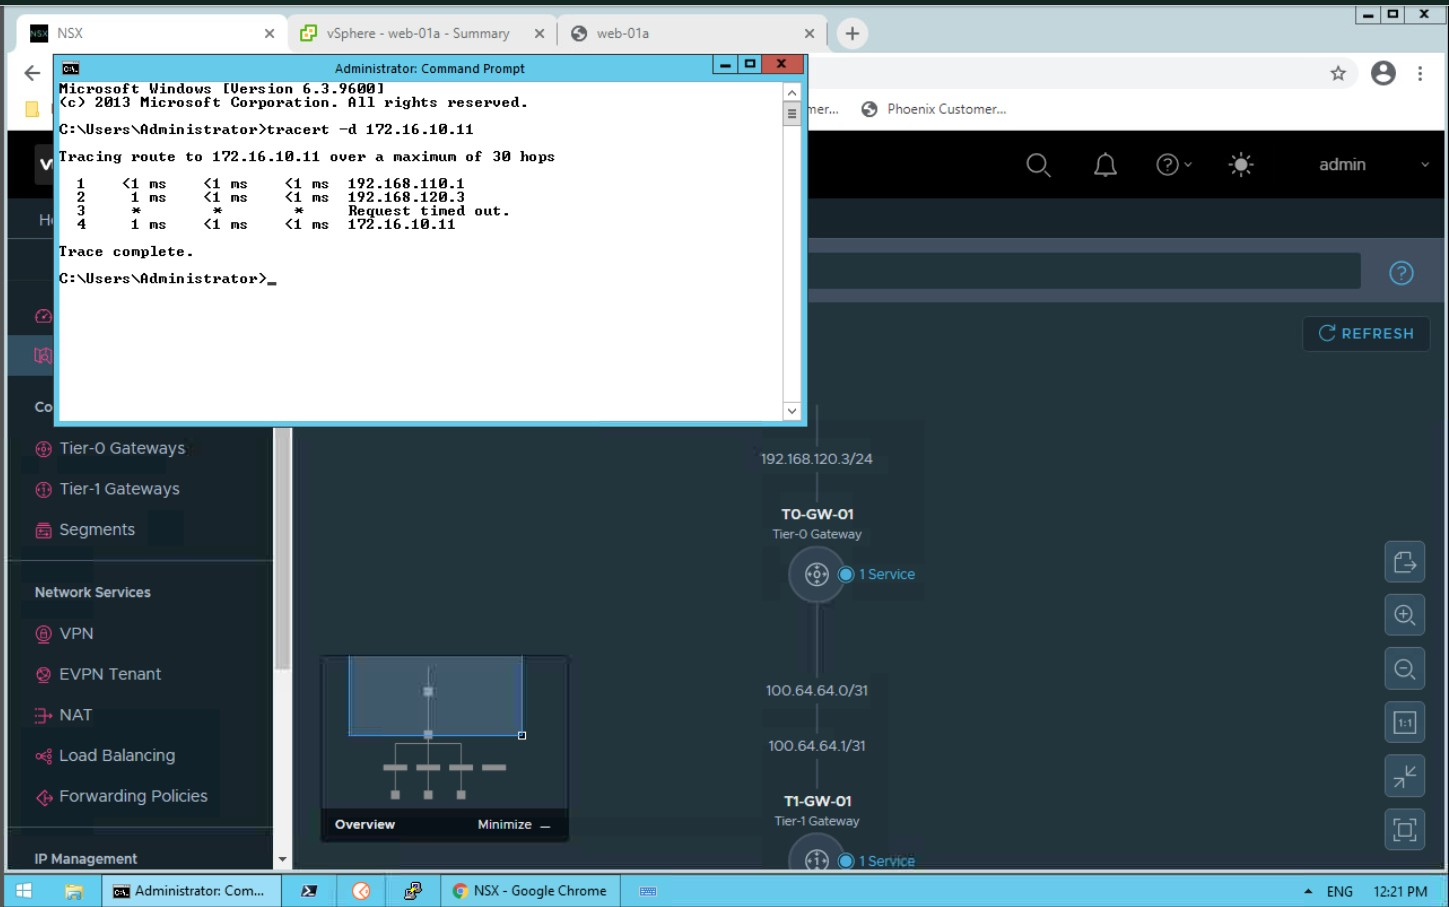 NSX
vSphere - web-01a - Summary
web-01a
Administrator: Command Prompt
Microsoft Windows [Version 6.3.9600]
(c) 2013 Microsoft Corporation. All rights reserved.
C:\Users\Administrator>tracert -d 172.16.10.11
Tracing route to 172.16.10.11 over a maximum of 30 hops
1 <1 ms <1 ms <1 ms 192.168.110.1
2 1 ms <1 ms <1 ms 192.168.120.3
3 * * * Request timed out.
4 1 ms <1 ms <1 ms 172.16.10.11
Trace complete.
C:\Users\Administrator>_
mer...
Phoenix Customer...
admin
REFRESH
Co
Tier-0 Gateways
Tier-1 Gateways
Segments
Network Services
VPN
EVPN Tenant
NAT
Load Balancing
Forwarding Policies
IP Management
192.168.120.3/24
T0-GW-01
Tier-0 Gateway
1 Service
100.64.64.0/31
100.64.64.1/31
T1-GW-01
Tier-1 Gateway
1 Service
1:1
Overview
Minimize
Administrator: Com...
NSX - Google Chrome
ENG
12:21 PM